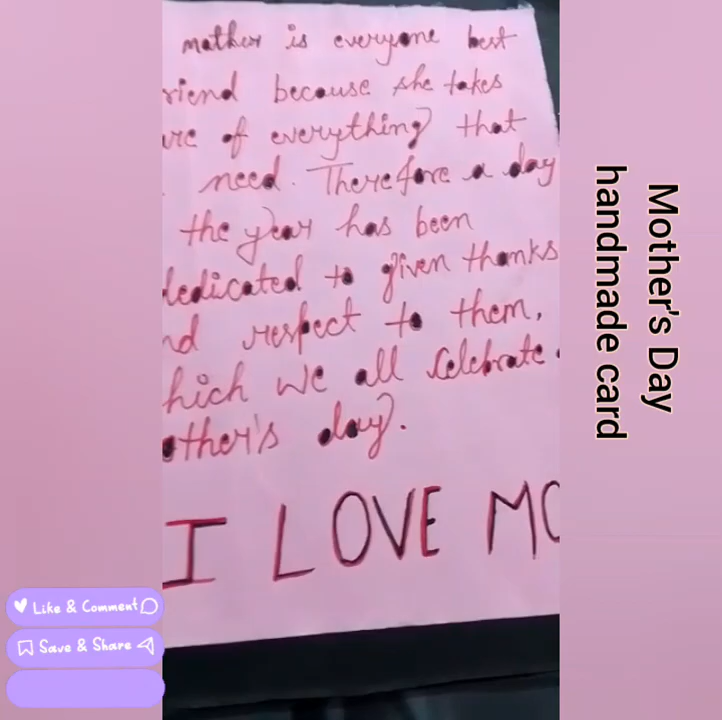 mother is everyone best
riend because she takes
are of everything that
need. Therefore a day
the year has been
dedicated to given thanks
nd respect to them,
hich we all celebrate
other's day.
I LOVE MO
Mother's Day
handmade card
Like & Comment
Save & Share